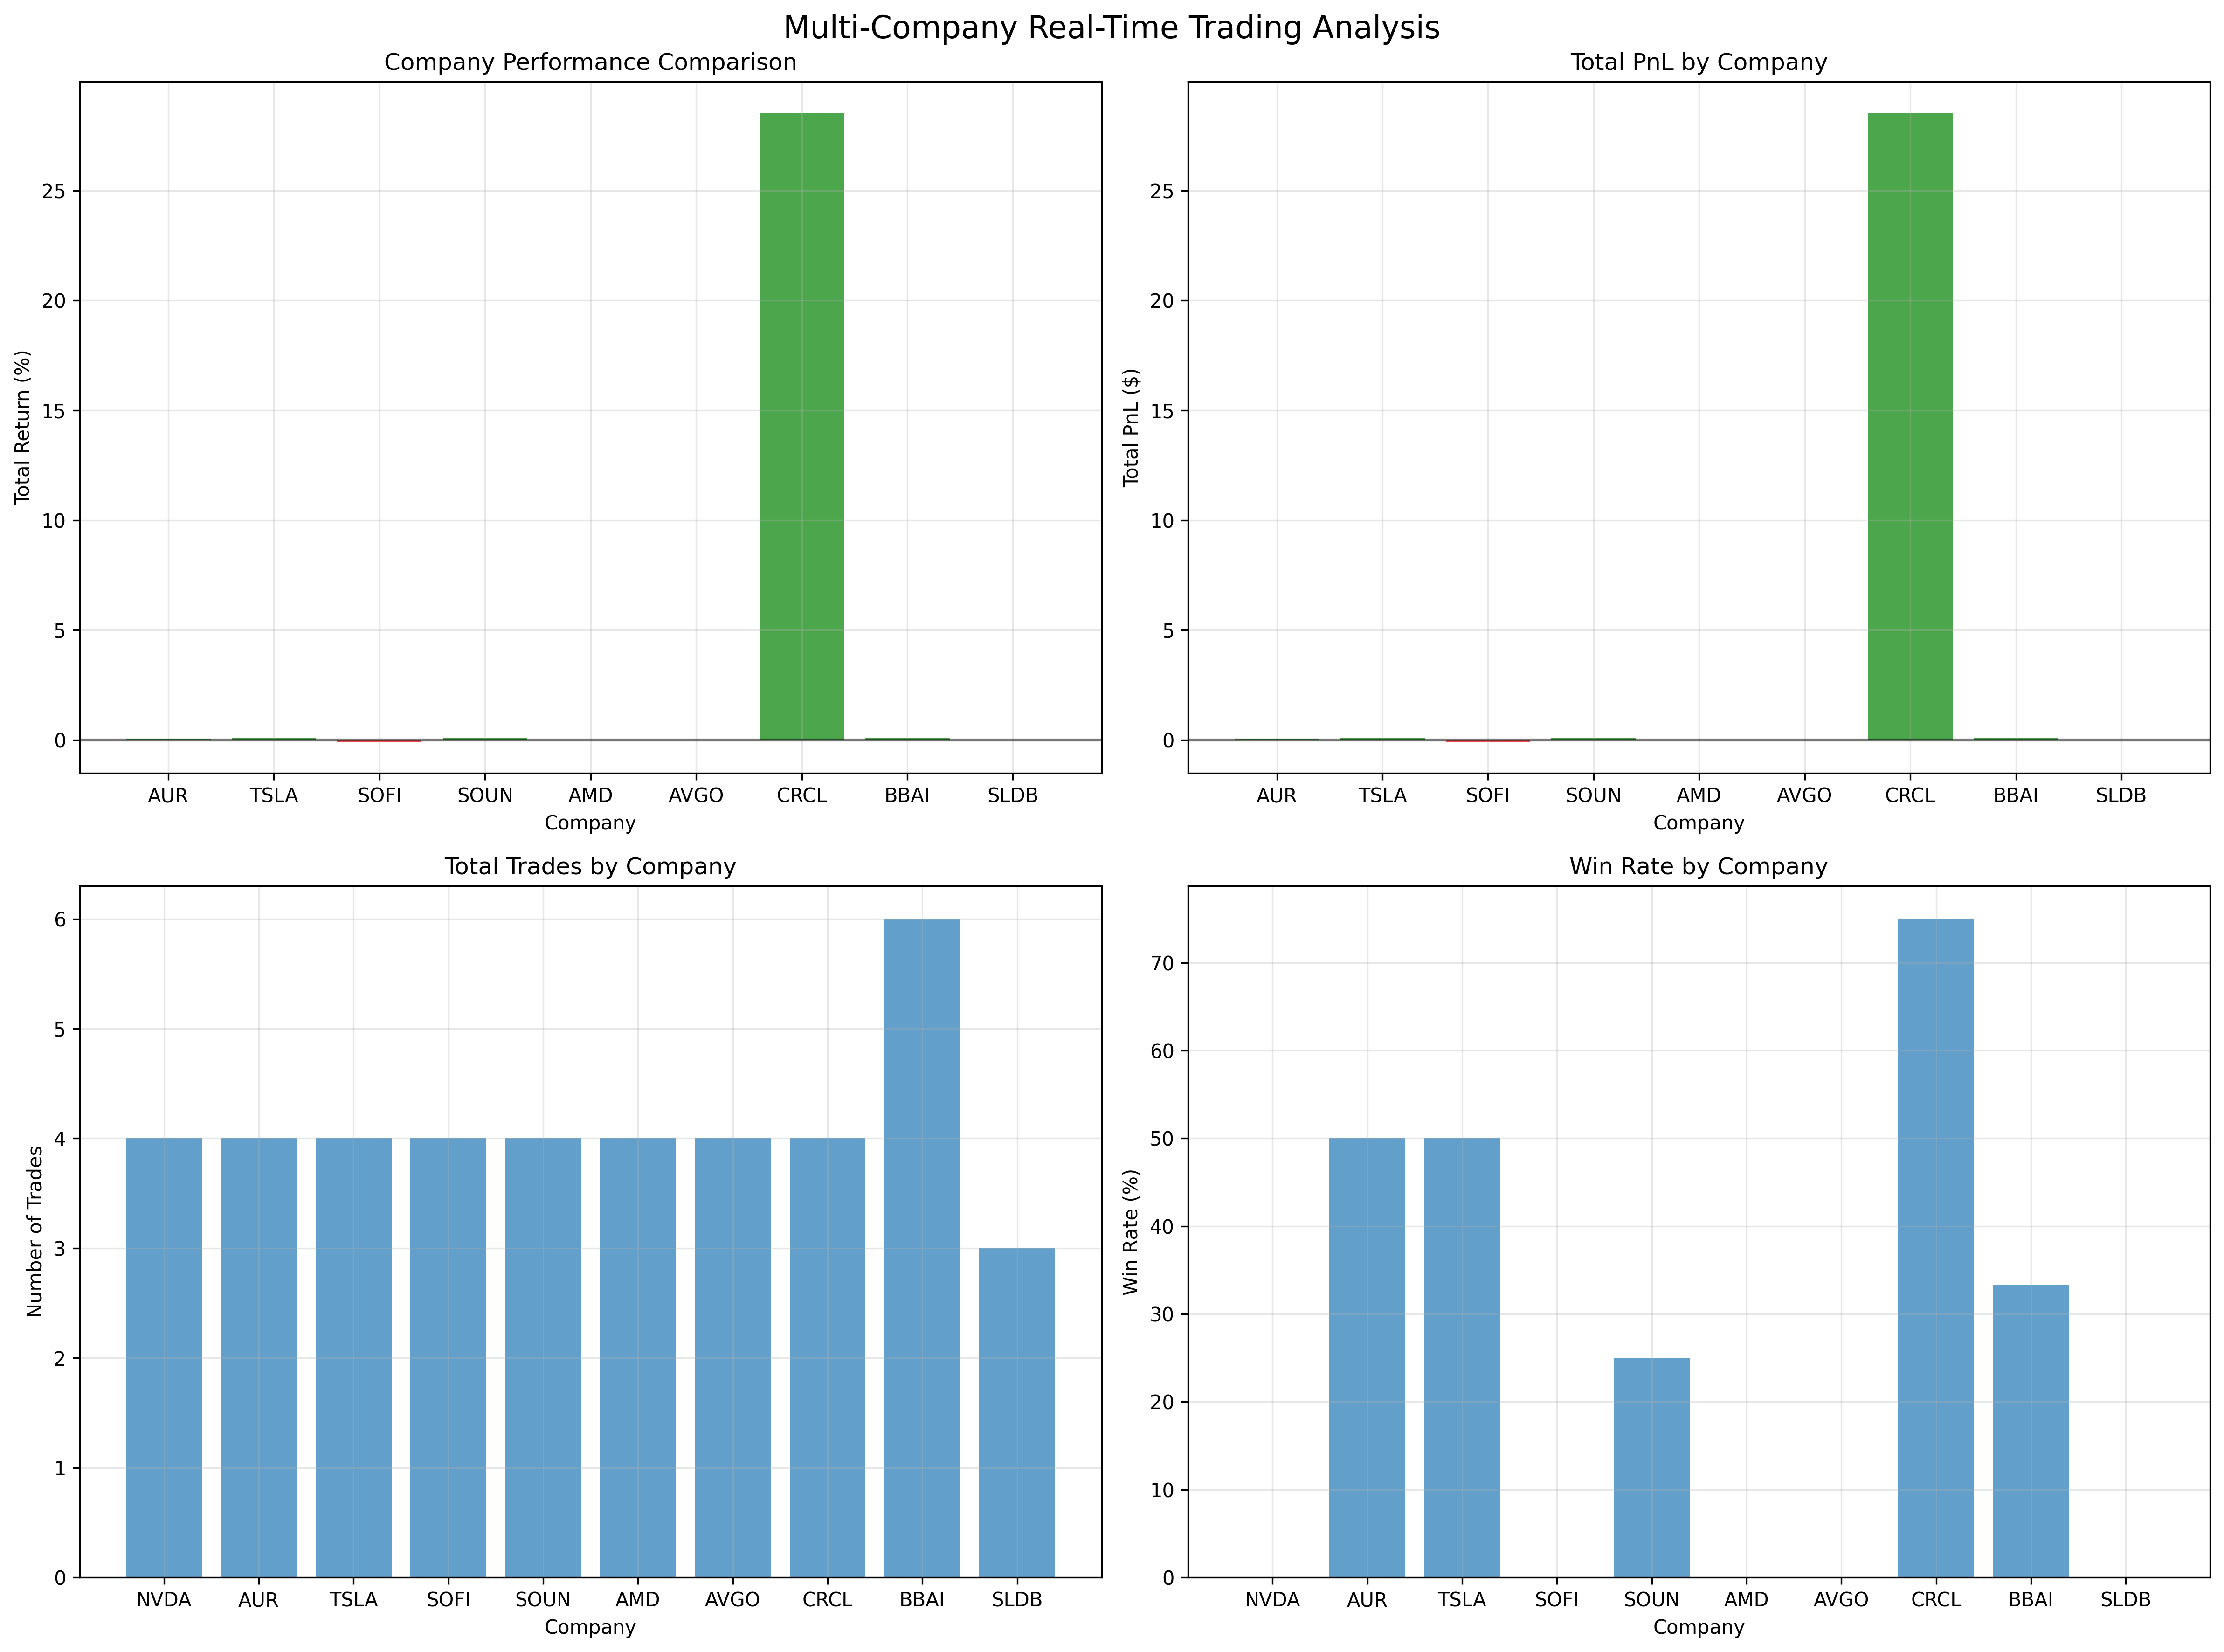 Multi-Company Real-Time Trading Analysis
Company Performance Comparison
Total Return (%)
25
20
15
10
5
0
AUR TSLA SOFI SOUN AMD AVGO CRCL BBAI SLDB
Company
Total PnL by Company
Total PnL ($)
25
20
15
10
5
0
AUR TSLA SOFI SOUN AMD AVGO CRCL BBAI SLDB
Company
Total Trades by Company
Number of Trades
6
5
4
3
2
1
0
NVDA AUR TSLA SOFI SOUN AMD AVGO CRCL BBAI SLDB
Company
Win Rate by Company
Win Rate (%)
70
60
50
40
30
20
10
0
NVDA AUR TSLA SOFI SOUN AMD AVGO CRCL BBAI SLDB
Company